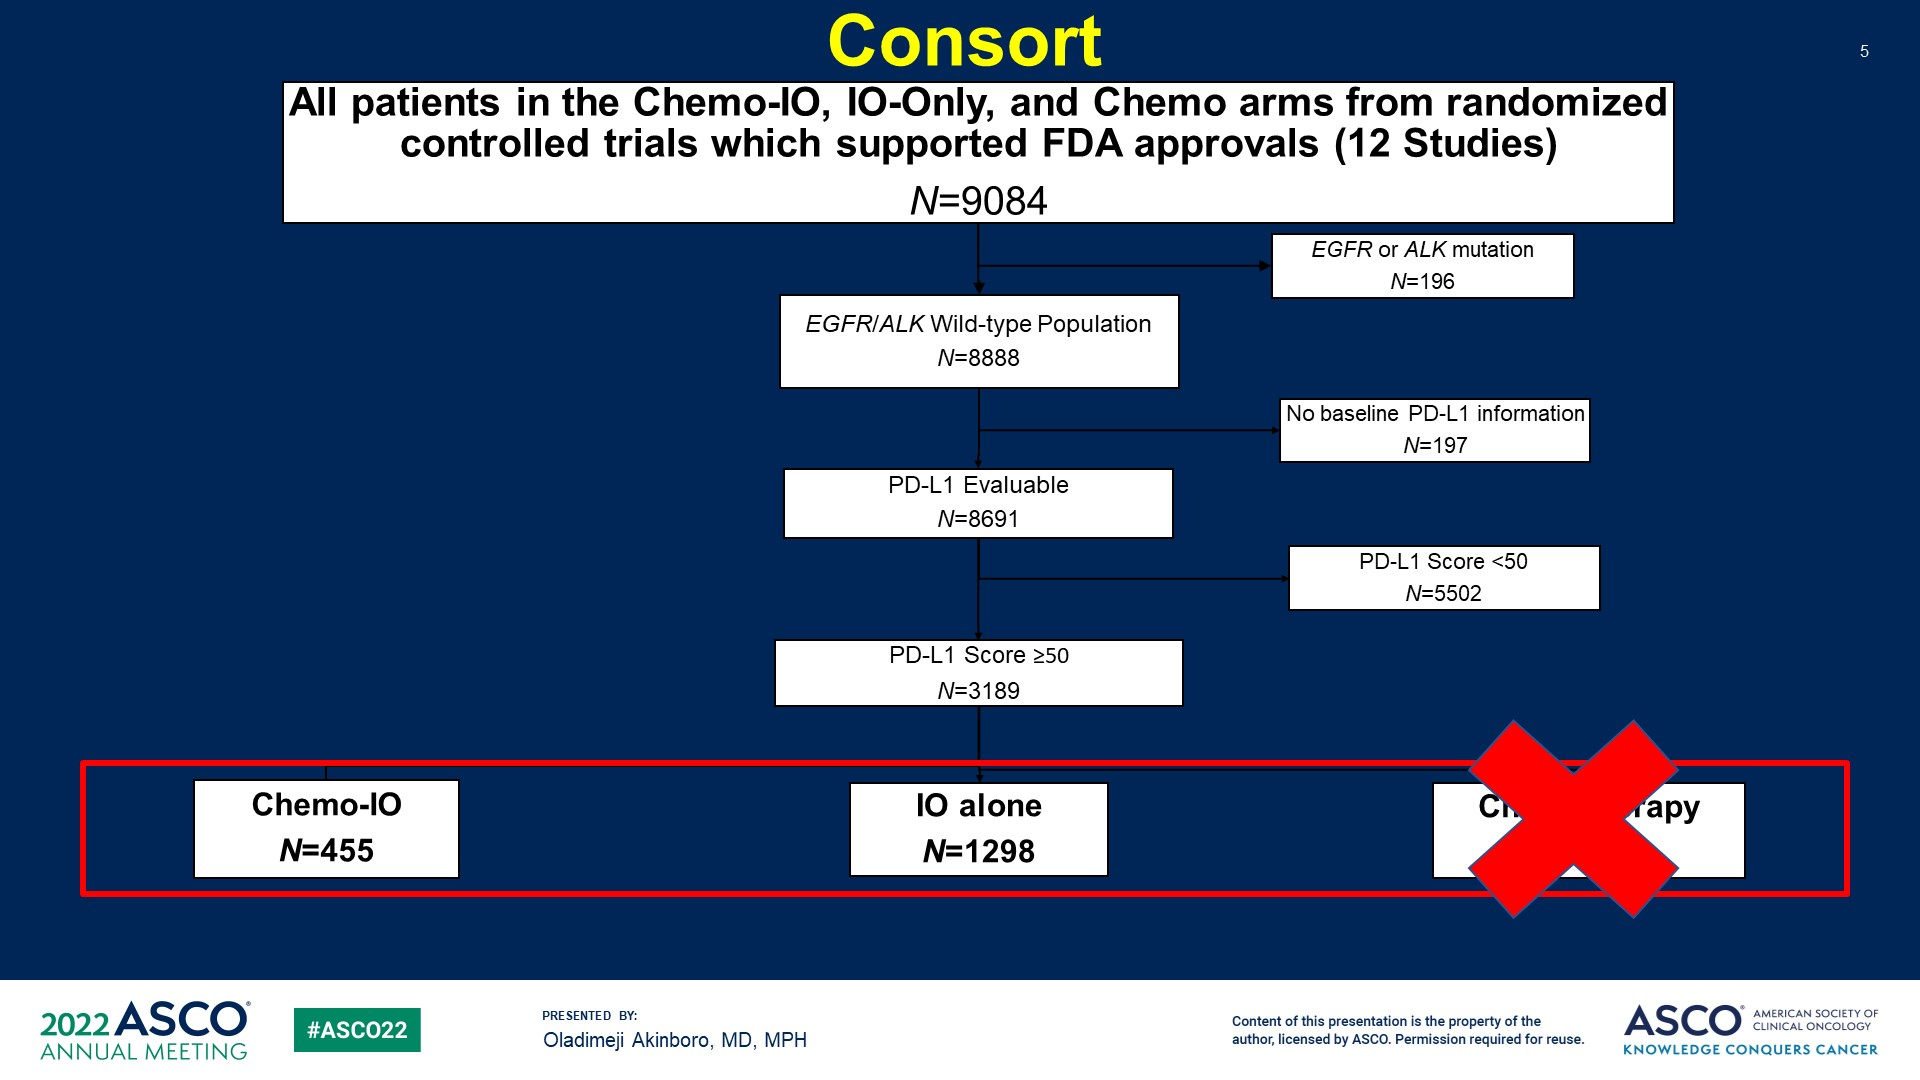 Consort
5
All patients in the Chemo-IO, IO-Only, and Chemo arms from randomized
controlled trials which supported FDA approvals (12 Studies)
N=9084
EGFR or ALK mutation
N=196
EGFR/ALK Wild-type Population
N=8888
No baseline PD-L1 information
N=197
PD-L1 Evaluable
N=8691
PD-L1 Score <50
N=5502
PD-L1 Score ≥50
N=3189
Chemo-IO
N=455
IO alone
N=1298
2022 ASCO®
ANNUAL MEETING
#ASCO22
PRESENTED BY:
Oladimeji Akinboro, MD, MPH
Content of this presentation is the property of the
author, licensed by ASCO. Permission required for reuse.
ASCO® AMERICAN SOCIETY OF
CLINICAL ONCOLOGY
KNOWLEDGE CONQUERS CANCER